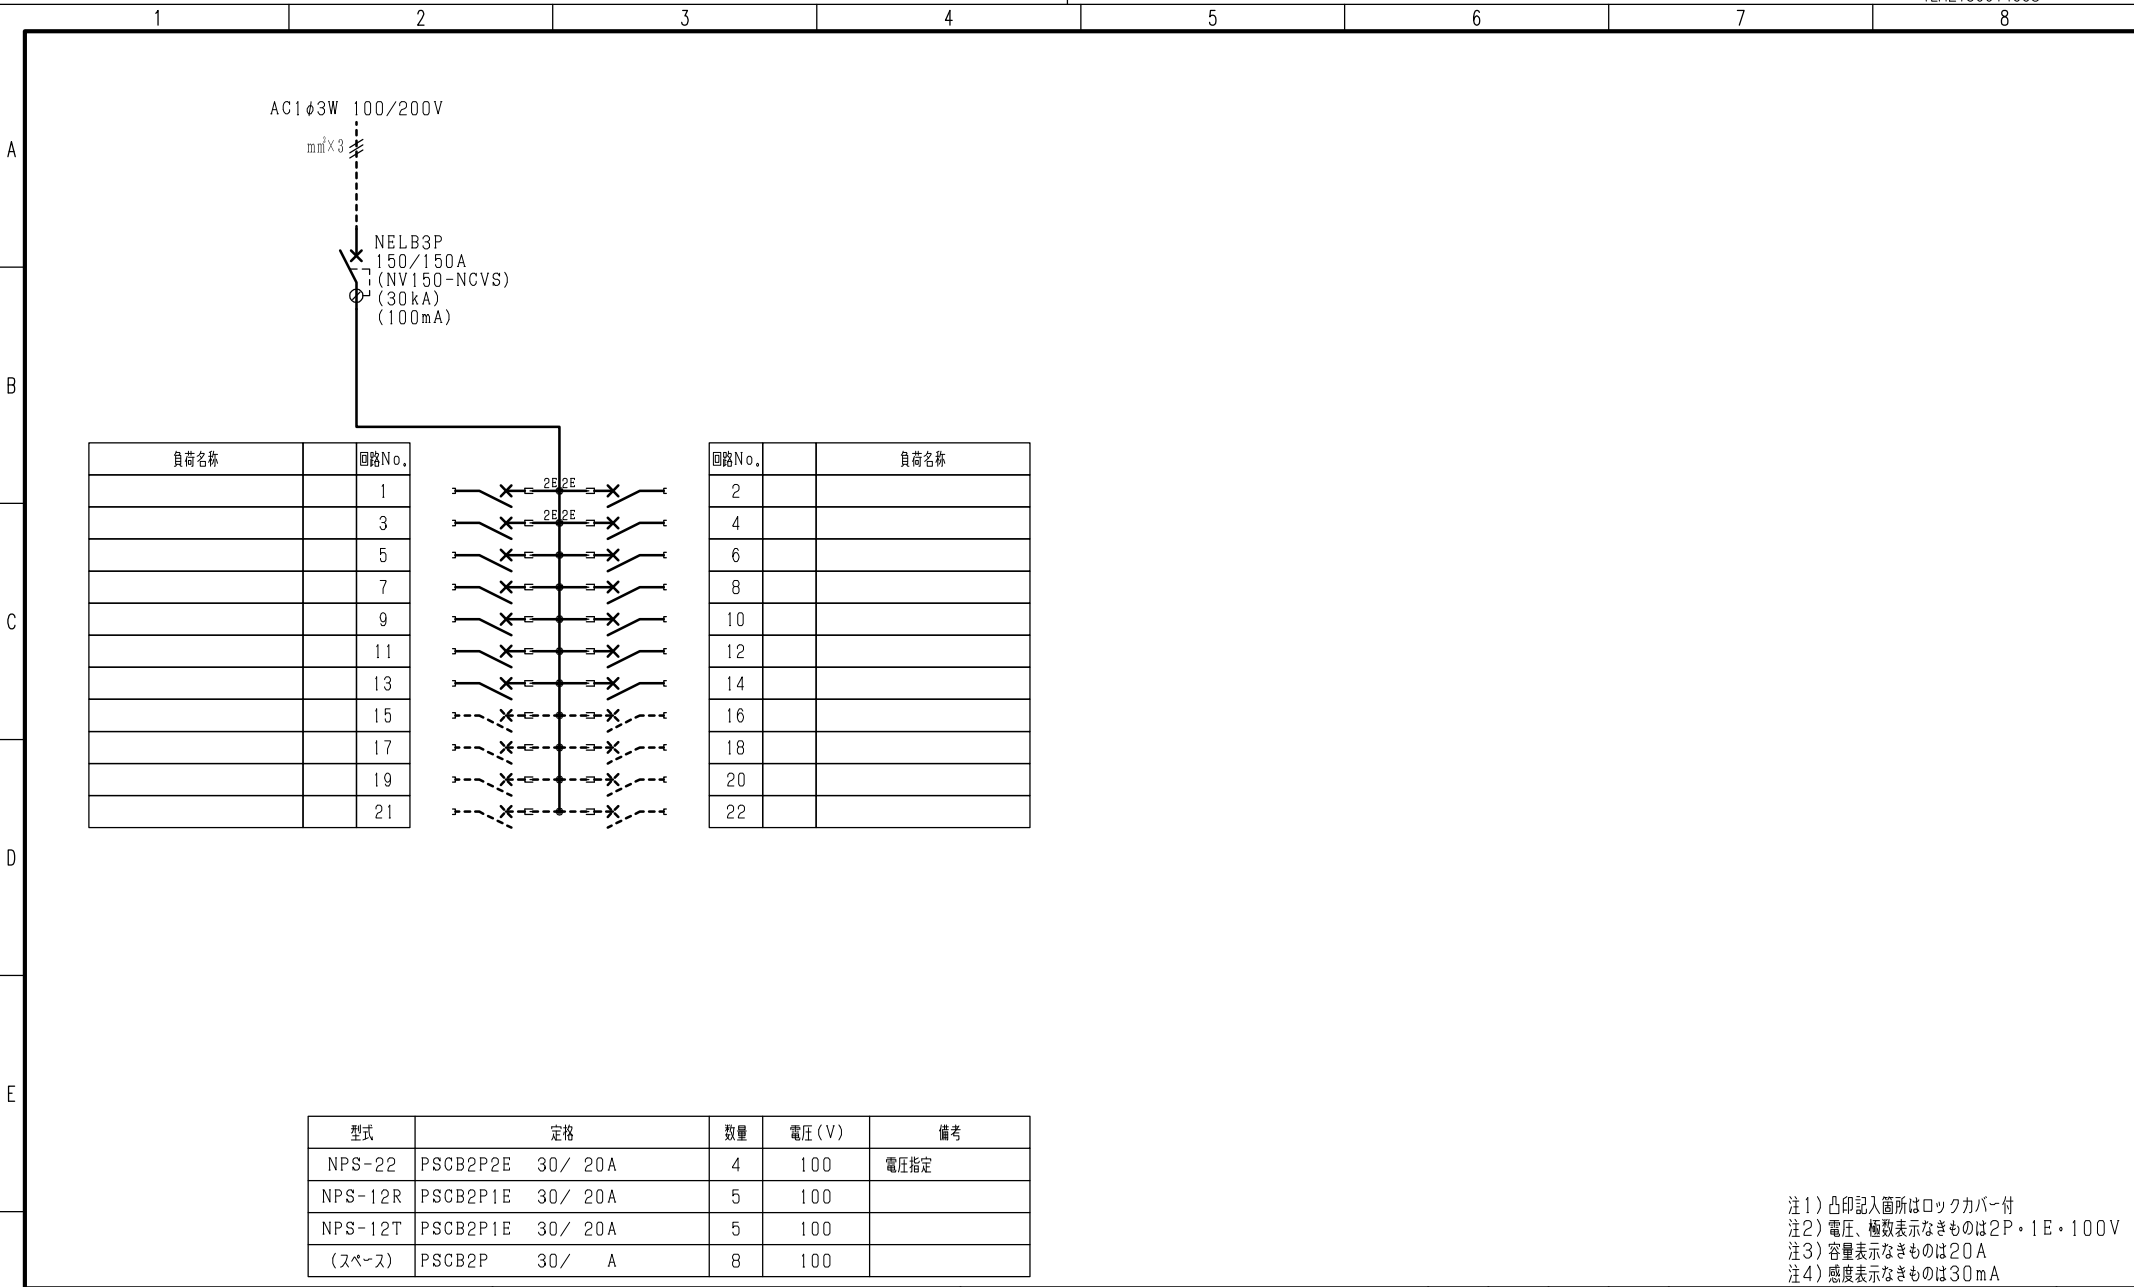 1 2 3 4 5 6 7 8
A
B
C
D
E
AC1φ3W 100/200V
mm²×3
NELB3P
150/150A
(NV150-NCVS)
(30kA)
(100mA)
負荷名称 回路No. 回路No. 負荷名称
1 2E 2E 2
3 2E 2E 4
5 6
7 8
9 10
11 12
13 14
15 16
17 18
19 20
21 22
型式 定格 数量 電圧(V) 備考
NPS-22 PSCB2P2E 30/ 20A 4 100 電圧指定
NPS-12R PSCB2P1E 30/ 20A 5 100
NPS-12T PSCB2P1E 30/ 20A 5 100
(スペース) PSCB2P 30/ A 8 100
注1)凸印記入箇所はロックカバー付
注2)電圧、極数表示なきものは2P・1E・100V
注3)容量表示なきものは20A
注4)感度表示なきものは30mA